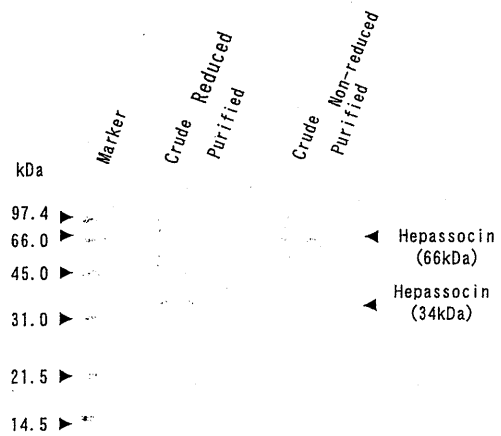 Reduced
Non-reduced
Marker
Crude
Purified
Crude
Purified
kDa
97.4
66.0
45.0
31.0
21.5
14.5
Hepassocin
(66kDa)
Hepassocin
(34kDa)